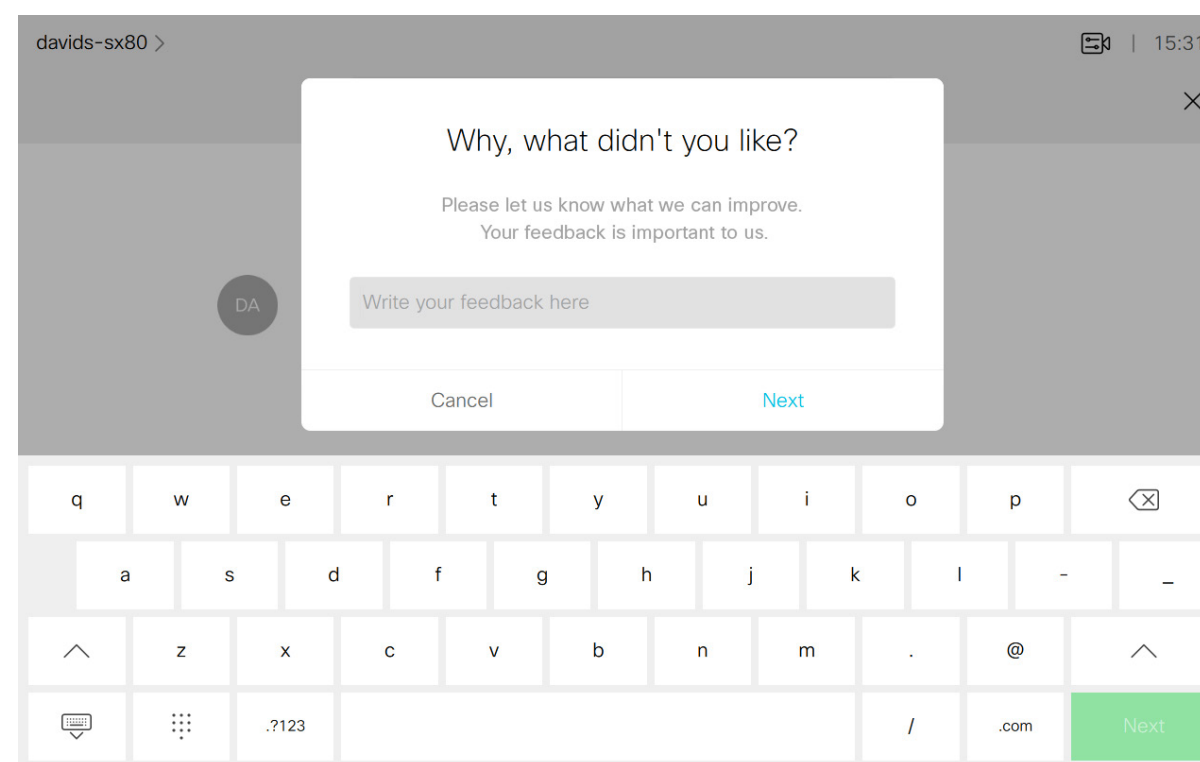 davids-sx80
15:31
Why, what didn't you like?
Please let us know what we can improve.
Your feedback is important to us.
DA
Write your feedback here
Cancel Next
q w e r t y u i o p
a s d f g h j k l - _
z x c v b n m . @
.?123 / .com Next